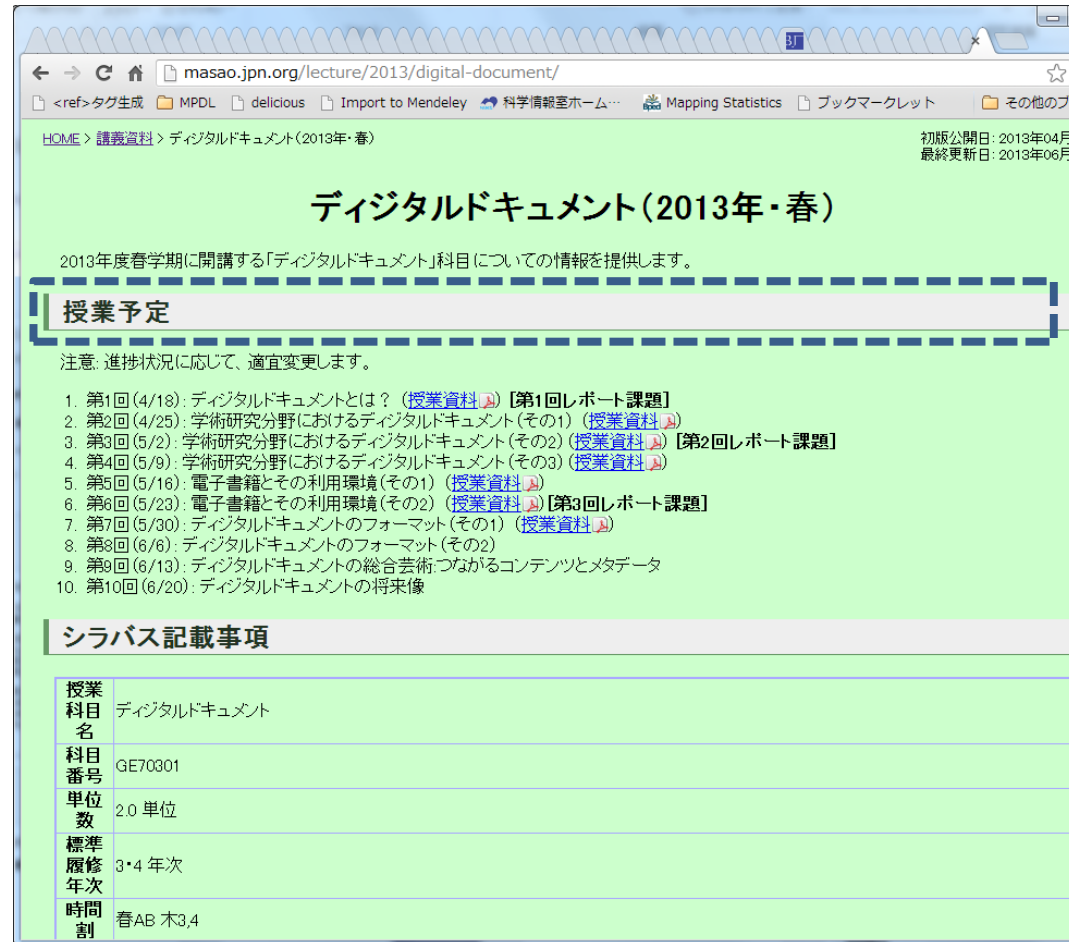 masao.jpn.org/lecture/2013/digital-document/
<ref>タグ生成 MPDL delicious Import to Mendeley 科学情報室ホーム… Mapping Statistics ブックマークレット その他のブ
HOME > 講義資料 > ディジタルドキュメント(2013年・春)
初版公開日: 2013年04月
最終更新日: 2013年06月
ディジタルドキュメント(2013年・春)
2013年度春学期に開講する「ディジタルドキュメント」科目についての情報を提供します。
授業予定
注意: 進捗状況に応じて、適宜変更します。
1. 第1回(4/18): ディジタルドキュメントとは? (授業資料) [第1回レポート課題]
2. 第2回(4/25): 学術研究分野におけるディジタルドキュメント(その1) (授業資料)
3. 第3回(5/2): 学術研究分野におけるディジタルドキュメント(その2) (授業資料) [第2回レポート課題]
4. 第4回(5/9): 学術研究分野におけるディジタルドキュメント(その3) (授業資料)
5. 第5回(5/16): 電子書籍とその利用環境(その1) (授業資料)
6. 第6回(5/23): 電子書籍とその利用環境(その2) (授業資料) [第3回レポート課題]
7. 第7回(5/30): ディジタルドキュメントのフォーマット(その1) (授業資料)
8. 第8回(6/6): ディジタルドキュメントのフォーマット(その2)
9. 第9回(6/13): ディジタルドキュメントの総合芸術:つながるコンテンツとメタデータ
10. 第10回(6/20): ディジタルドキュメントの将来像
シラバス記載事項
授業
科目 ディジタルドキュメント
名
科目
番号 GE70301
単位
数 2.0 単位
標準
履修 3・4 年次
年次
時間
割 春AB 木3,4